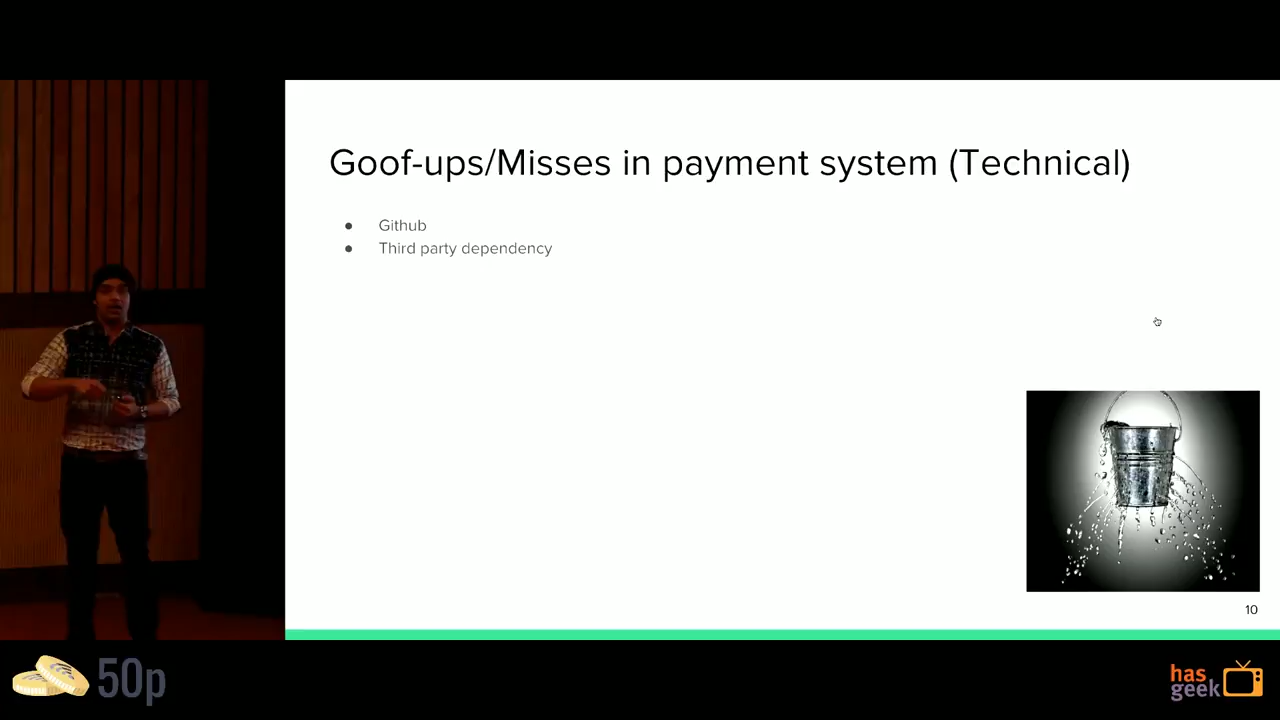 Goof-ups/Misses in payment system (Technical)
● Github
● Third party dependency
10
50p
has
geek